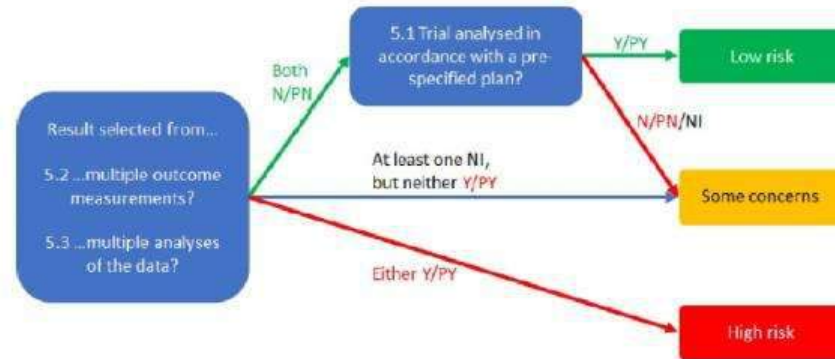 Result selected from...
5.2 ...multiple outcome
measurements?
5.3 ...multiple analyses
of the data?
Both
N/PN
5.1 Trial analysed in
accordance with a pre-
specified plan?
Y/PY
Low risk
N/PN/NI
At least one NI,
but neither Y/PY
Some concerns
Either Y/PY
High risk